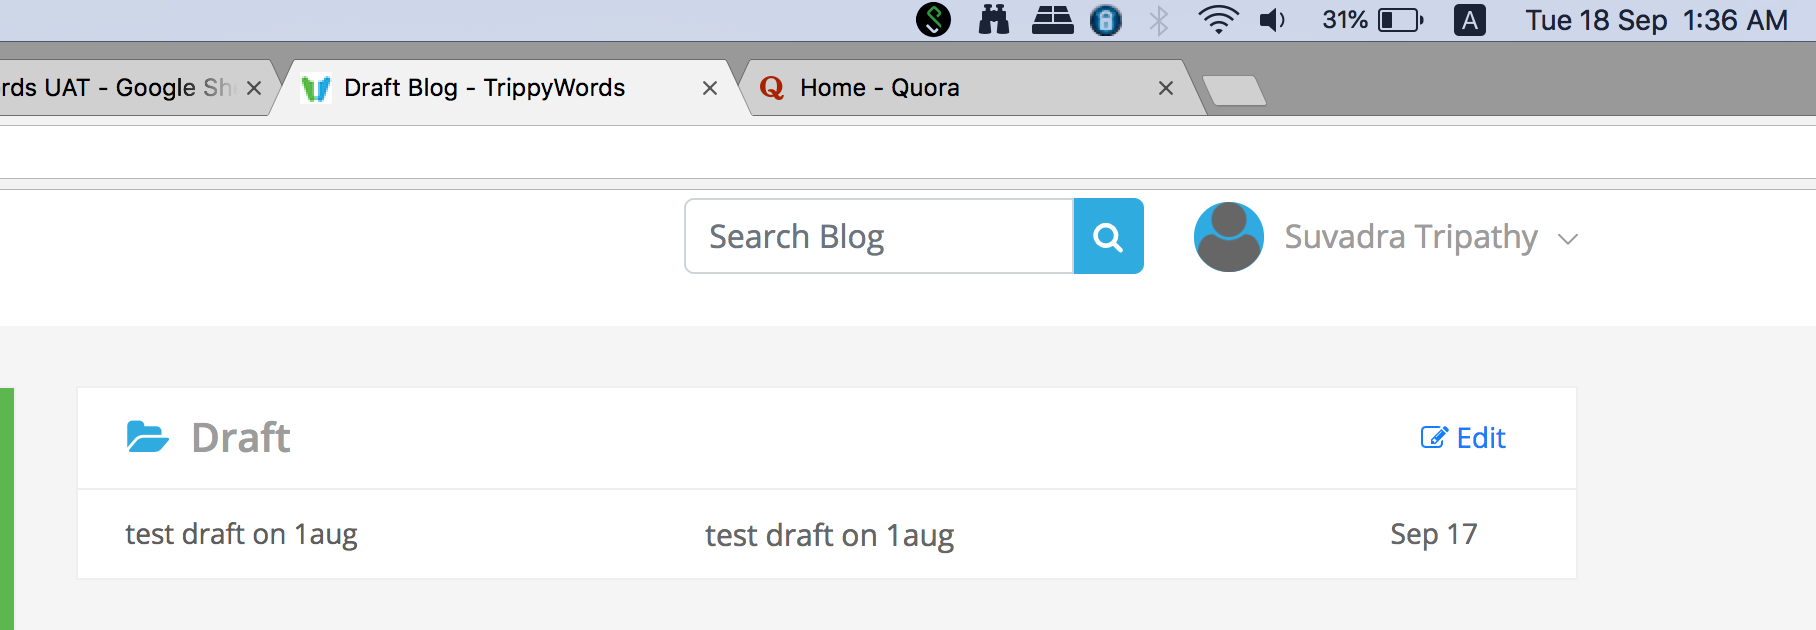 31% A Tue 18 Sep 1:36 AM
rds UAT - Google Sh
Draft Blog - TrippyWords
Q Home - Quora
Search Blog
Suvadra Tripathy
Draft
Edit
test draft on 1aug
test draft on 1aug
Sep 17